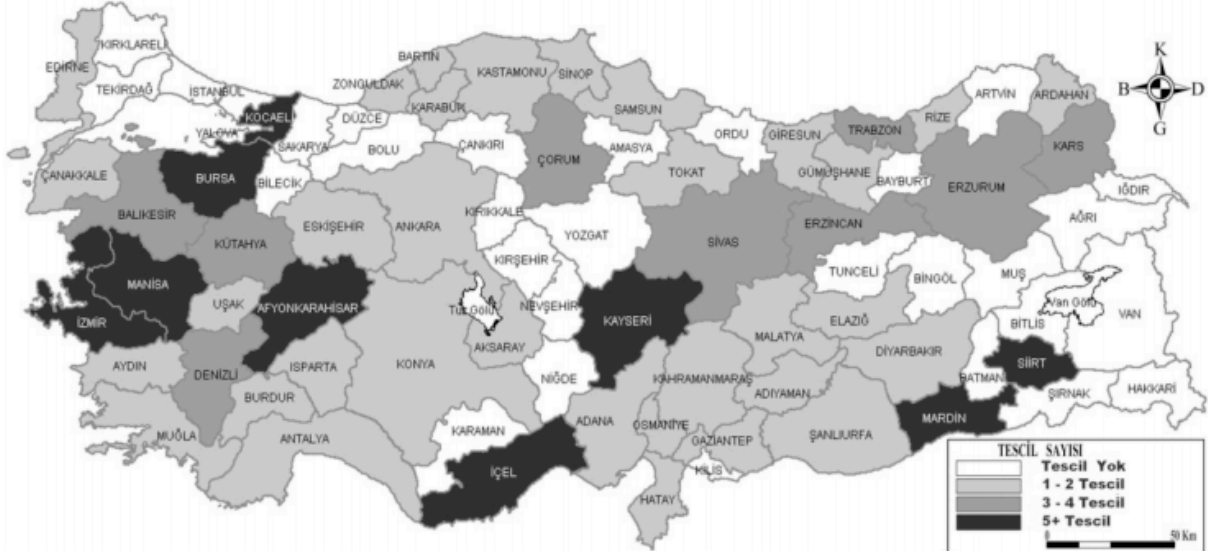 K
B D
G
KIRKLARELİ
EDİRNE
TEKİRDAĞ
İSTANBUL
KOCAELİ
YALOVA
SAKARYA
DÜZCE
BOLU
ZONGULDAK
BARTIN
KARABÜK
KASTAMONU
SİNOP
SAMSUN
ÇANKIRI
ÇORUM
AMASYA
ORDU
GİRESUN
TRABZON
RİZE
ARTVİN
ARDAHAN
KARS
ÇANAKKALE
BURSA
BİLECİK
ESKİŞEHİR
ANKARA
KIRIKKALE
YOZGAT
TOKAT
GÜMÜŞHANE
BAYBURT
ERZURUM
IĞDIR
AĞRI
BALIKESİR
KÜTAHYA
KIRŞEHİR
SİVAS
ERZİNCAN
TUNCELİ
BİNGÖL
MUŞ
MANİSA
İZMİR
UŞAK
AFYONKARAHİSAR
Tuz Gölü
NEVŞEHİR
KAYSERİ
AKSARAY
MALATYA
ELAZIĞ
DİYARBAKIR
BİTLİS
Van Gölü
VAN
AYDIN
DENİZLİ
ISPARTA
BURDUR
KONYA
NİĞDE
KAHRAMANMARAŞ
ADIYAMAN
BATMAN
SİİRT
ŞIRNAK
HAKKARİ
MUĞLA
ANTALYA
KARAMAN
İÇEL
ADANA
OSMANİYE
GAZİANTEP
KİLİS
HATAY
ŞANLIURFA
MARDİN
TESCİL SAYISI
Tescil Yok
1 - 2 Tescil
3 - 4 Tescil
5+ Tescil
0 50 Km